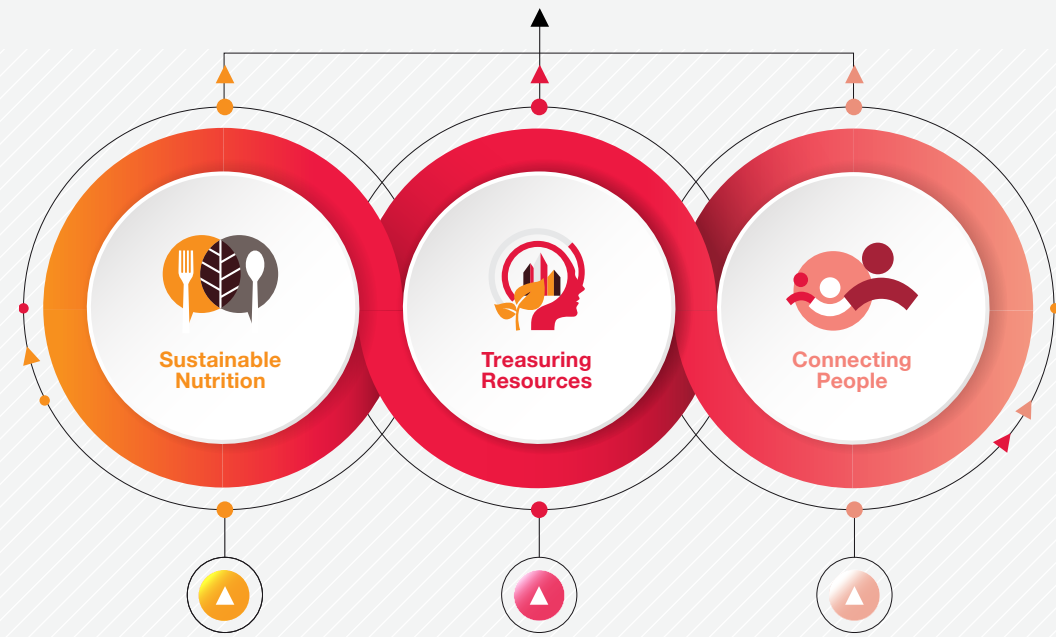 Sustainable
Nutrition
Treasuring
Resources
Connecting
People